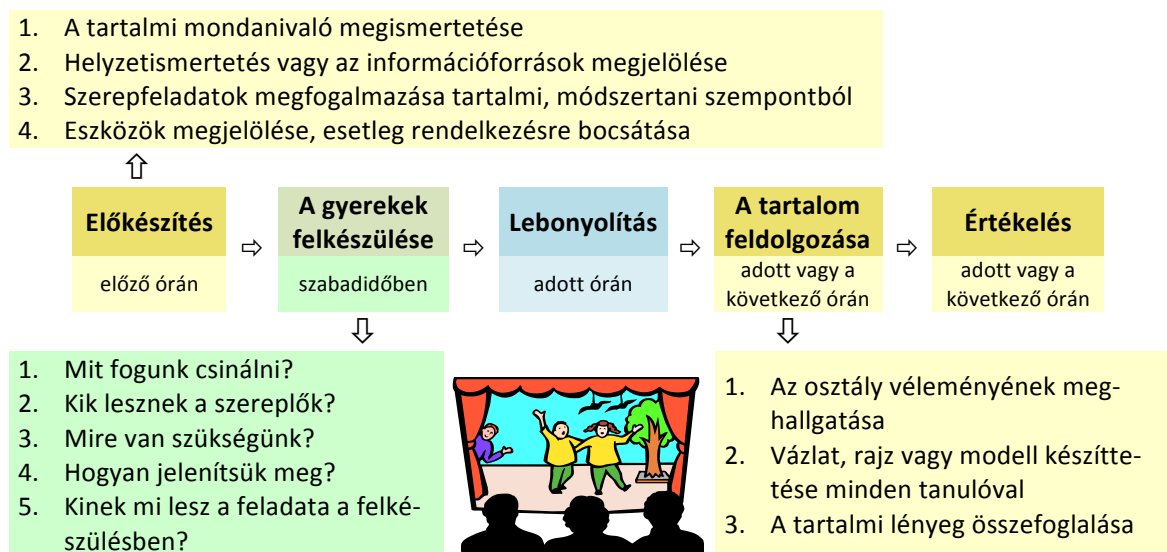 1. A tartalmi mondanivaló megismertetése
2. Helyzetismertetés vagy az információforrások megjelölése
3. Szerepfeladatok megfogalmazása tartalmi, módszertani szempontból
4. Eszközök megjelölése, esetleg rendelkezésre bocsátása
⇧
Előkészítés
előző órán
⇨
A gyerekek
felkészülése
szabadidőben
⇨
Lebonyolítás
adott órán
⇨
A tartalom
feldolgozása
adott vagy a
következő órán
⇨
Értékelés
adott vagy a
következő órán
⇩
⇩
1. Mit fogunk csinálni?
2. Kik lesznek a szereplők?
3. Mire van szükségünk?
4. Hogyan jelenítsük meg?
5. Kinek mi lesz a feladata a felké-
szülésben?
1. Az osztály véleményének meg-
hallgatása
2. Vázlat, rajz vagy modell készítte-
tése minden tanulóval
3. A tartalmi lényeg összefoglalása